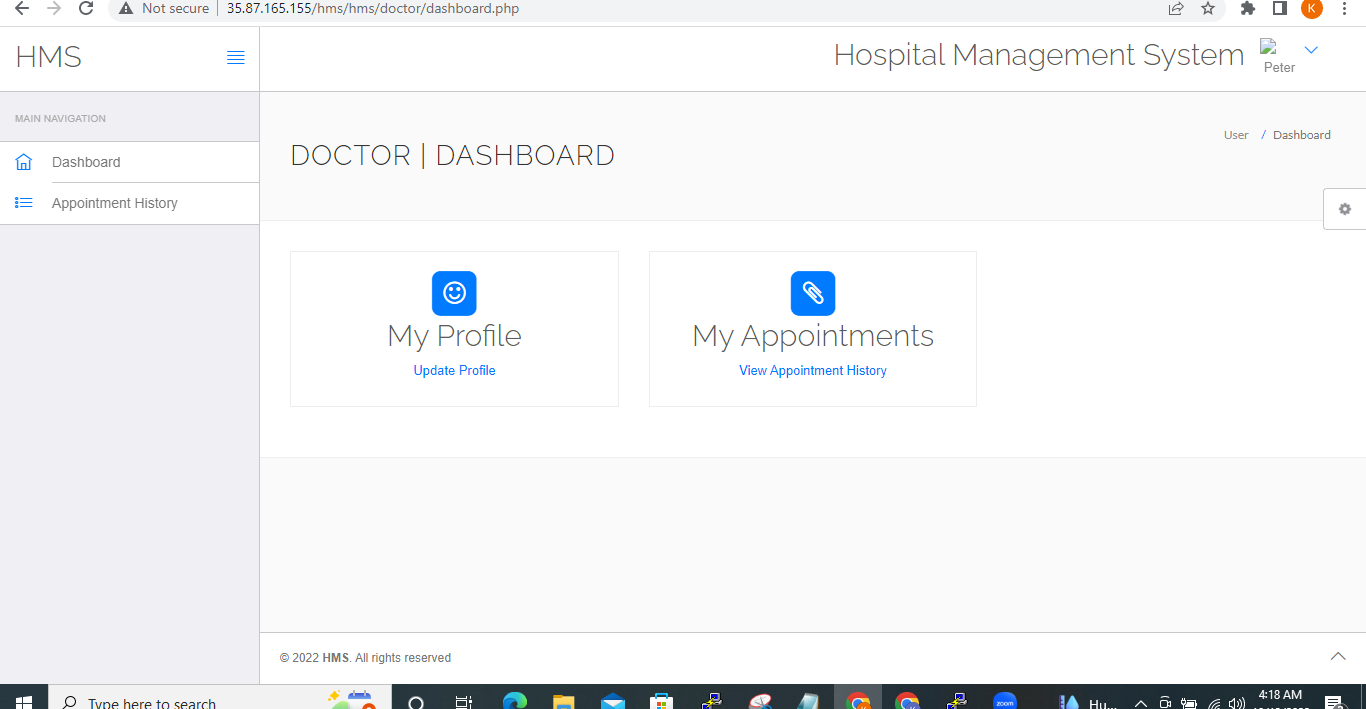 Not secure
35.87.165.155/hms/hms/doctor/dashboard.php
K
HMS
Hospital Management System
Peter
MAIN NAVIGATION
Dashboard
Appointment History
User / Dashboard
DOCTOR | DASHBOARD
My Profile
Update Profile
My Appointments
View Appointment History
© 2022 HMS. All rights reserved
Type here to search
zoom
Hu...
4:18 AM